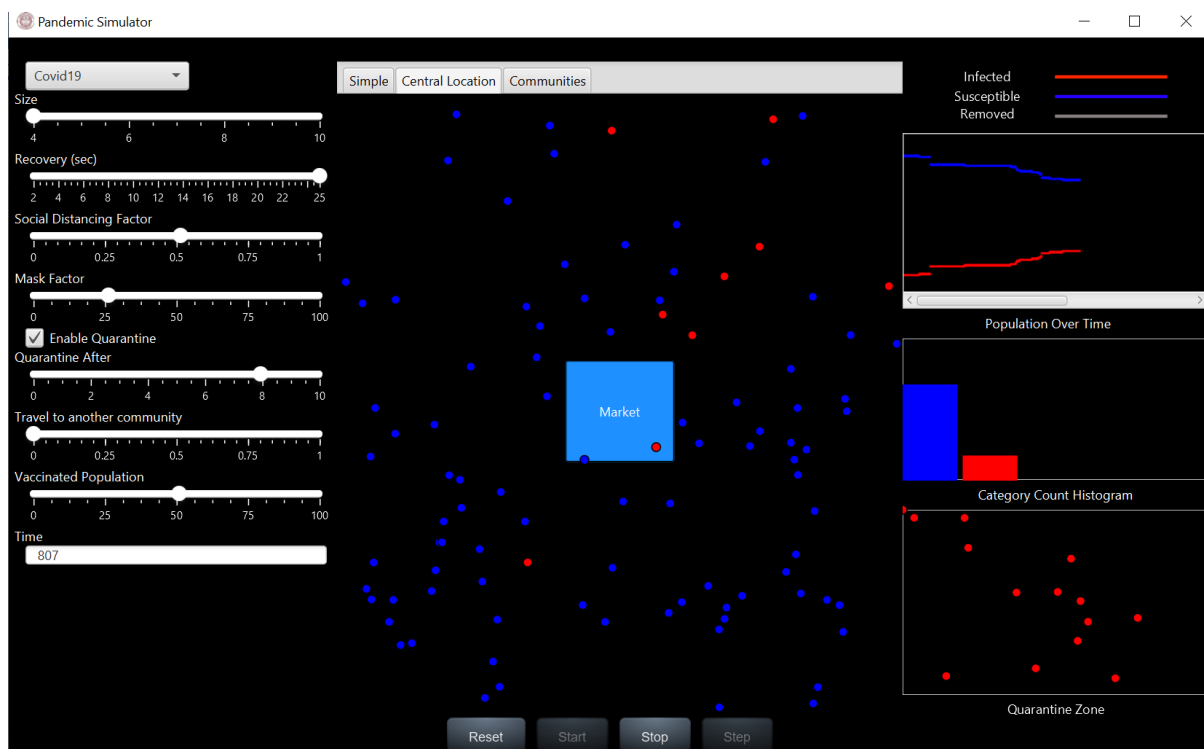 Pandemic Simulator
Covid19
Size
4 6 8 10
Recovery (sec)
2 4 6 8 10 12 14 16 18 20 22 25
Social Distancing Factor
0 0.25 0.5 0.75 1
Mask Factor
0 25 50 75 100
Enable Quarantine
Quarantine After
0 2 4 6 8 10
Travel to another community
0 0.25 0.5 0.75 1
Vaccinated Population
0 25 50 75 100
Time
807
Simple Central Location Communities
Market
Reset Start Stop Step
Infected
Susceptible
Removed
Population Over Time
Category Count Histogram
Quarantine Zone